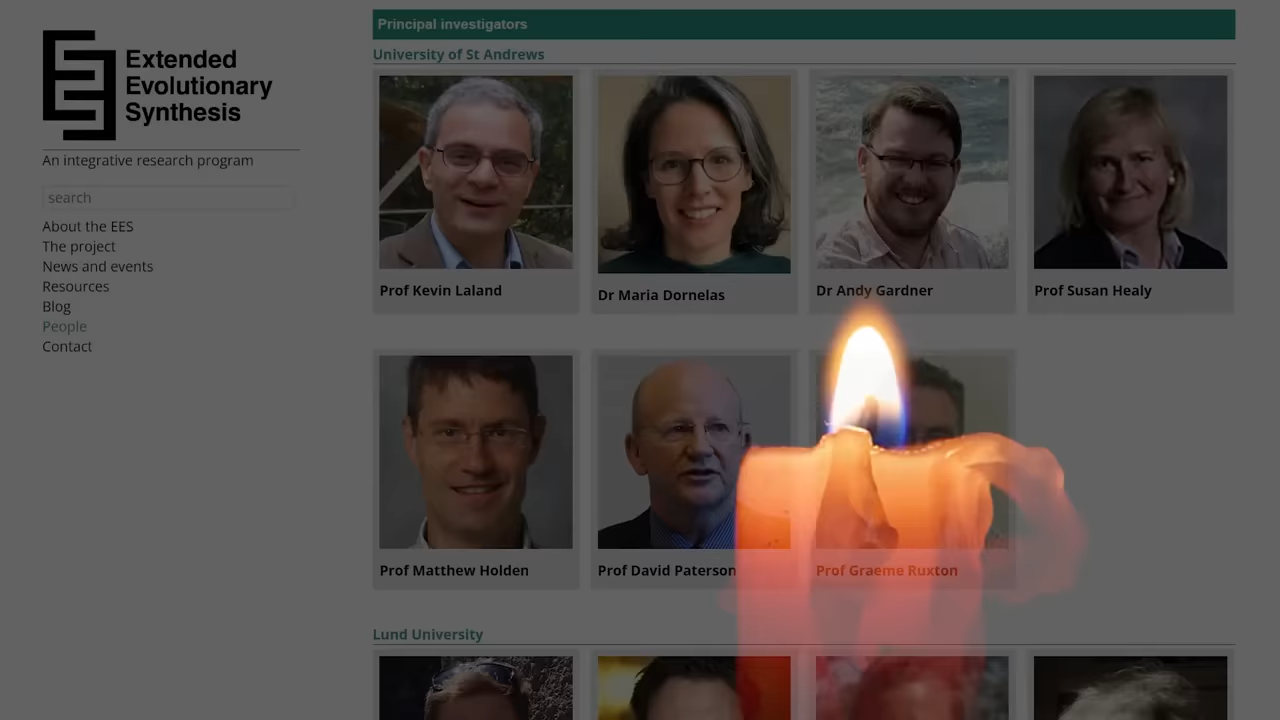 Extended
Evolutionary
Synthesis
An integrative research program
search
About the EES
The project
News and events
Resources
Blog
People
Contact
Principal investigators
University of St Andrews
Prof Kevin Laland
Dr Maria Dornelas
Dr Andy Gardner
Prof Susan Healy
Prof Matthew Holden
Prof David Paterson
Prof Graeme Ruxton
Lund University